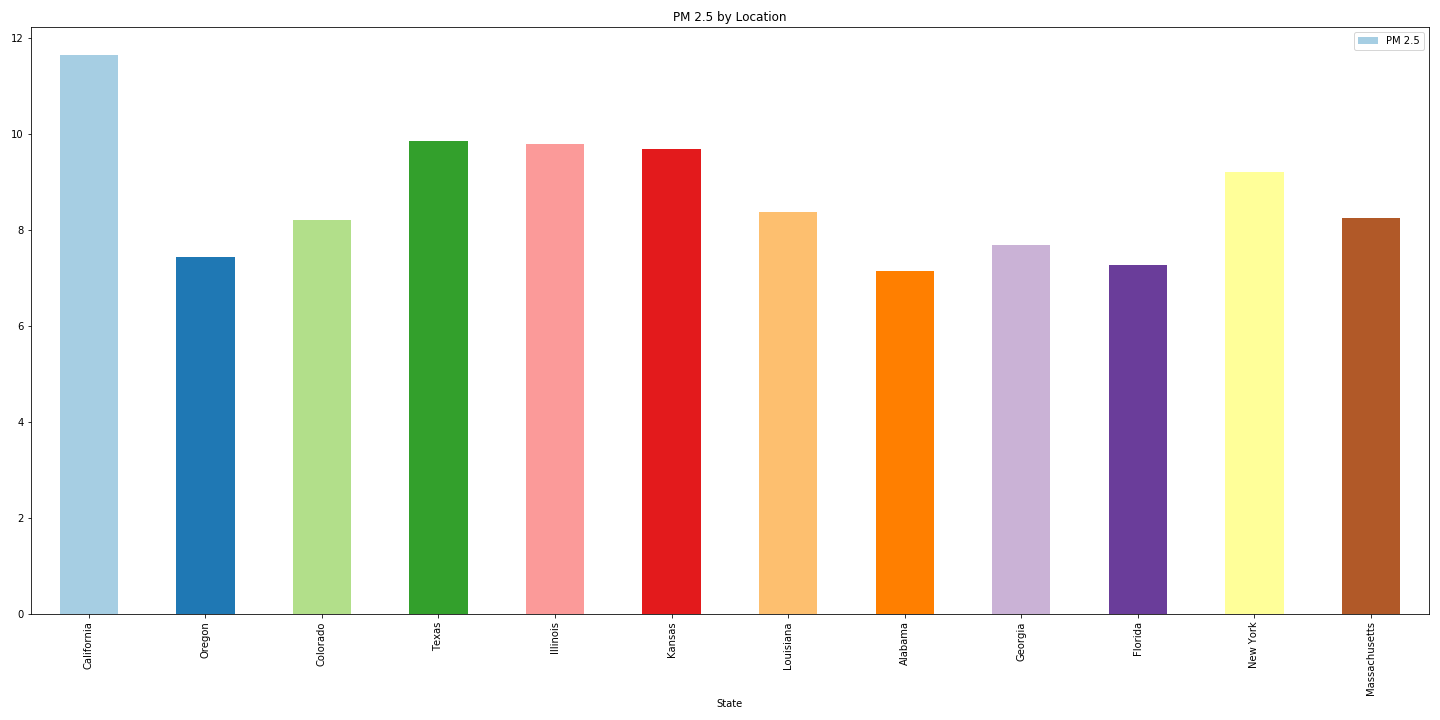 PM 2.5 by Location
PM 2.5
12
10
8
6
4
2
0
California
Oregon
Colorado
Texas
Illinois
Kansas
Louisiana
Alabama
Georgia
Florida
New York
Massachusetts
State